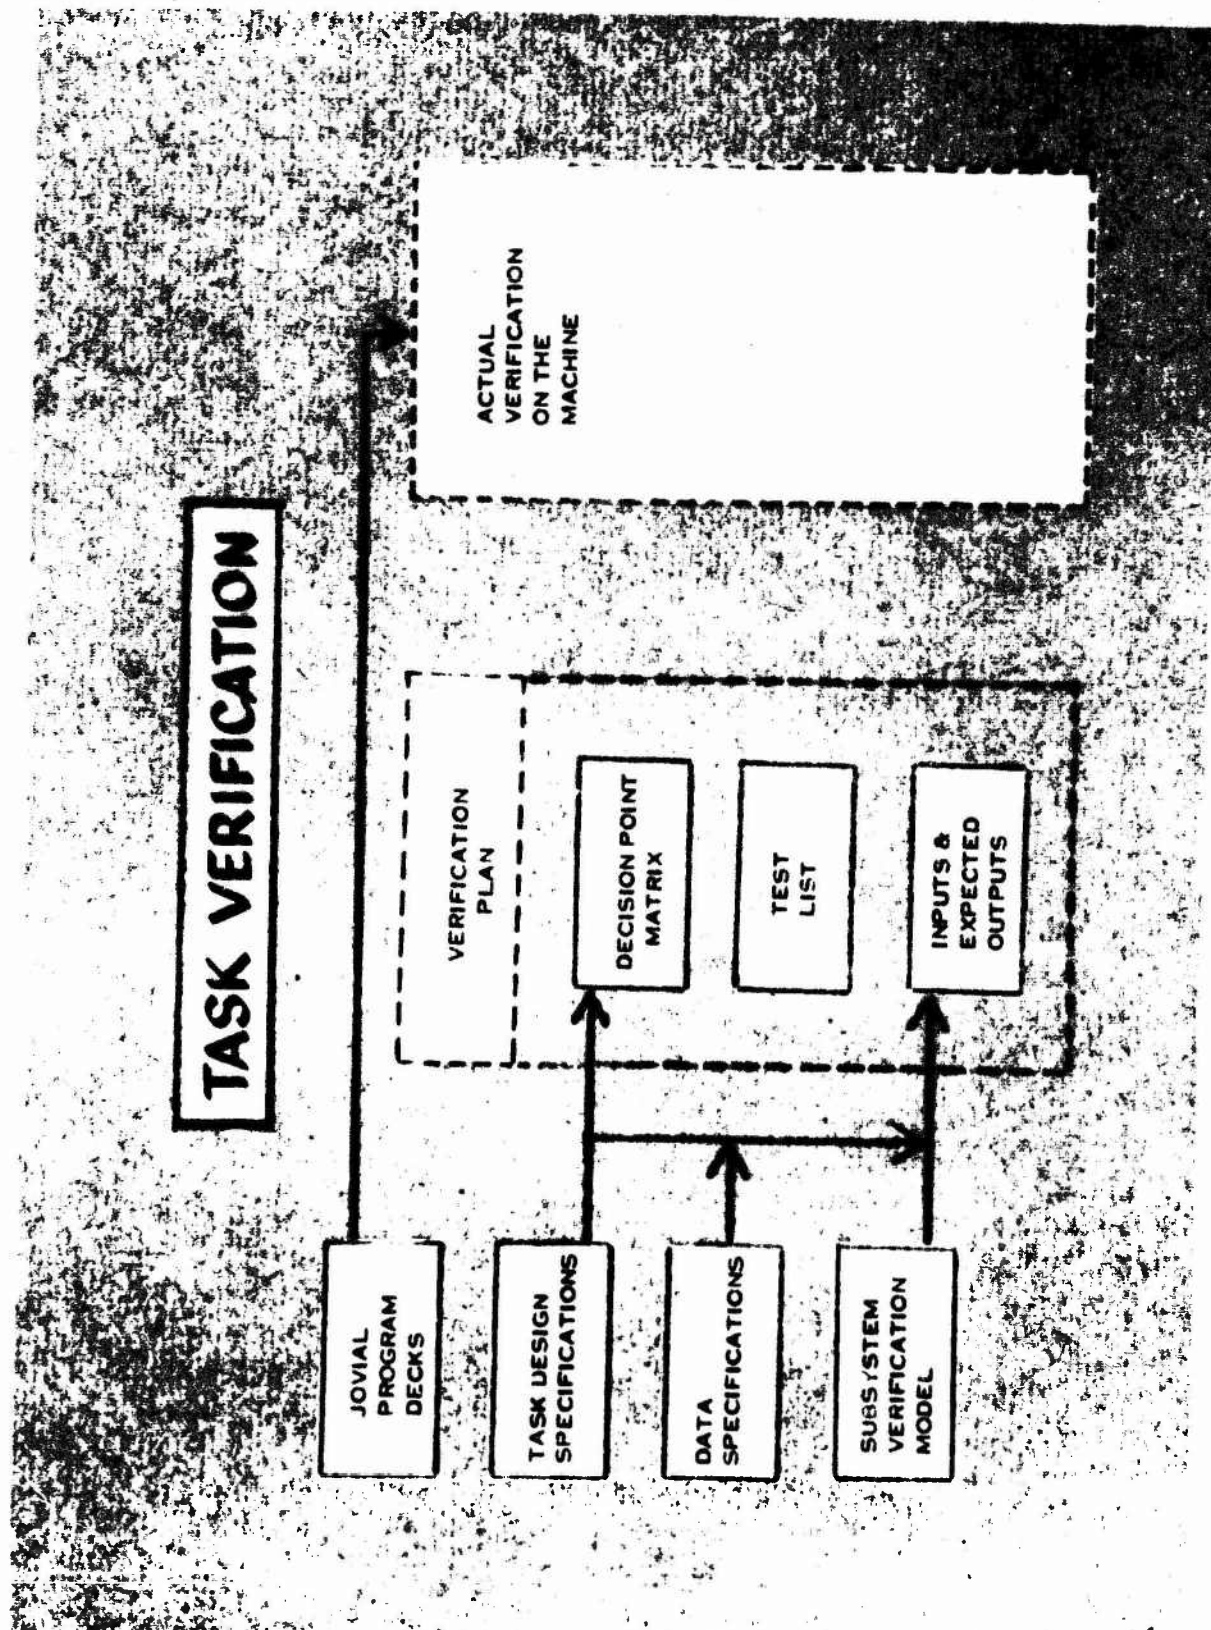 TASK VERIFICATION
JOVIAL
PROGRAM
DECKS
TASK DESIGN
SPECIFICATIONS
DATA
SPECIFICATIONS
SUBSYSTEM
VERIFICATION
MODEL
VERIFICATION
PLAN
DECISION POINT
MATRIX
TEST
LIST
INPUTS &
EXPECTED
OUTPUTS
ACTUAL
VERIFICATION
ON THE
MACHINE